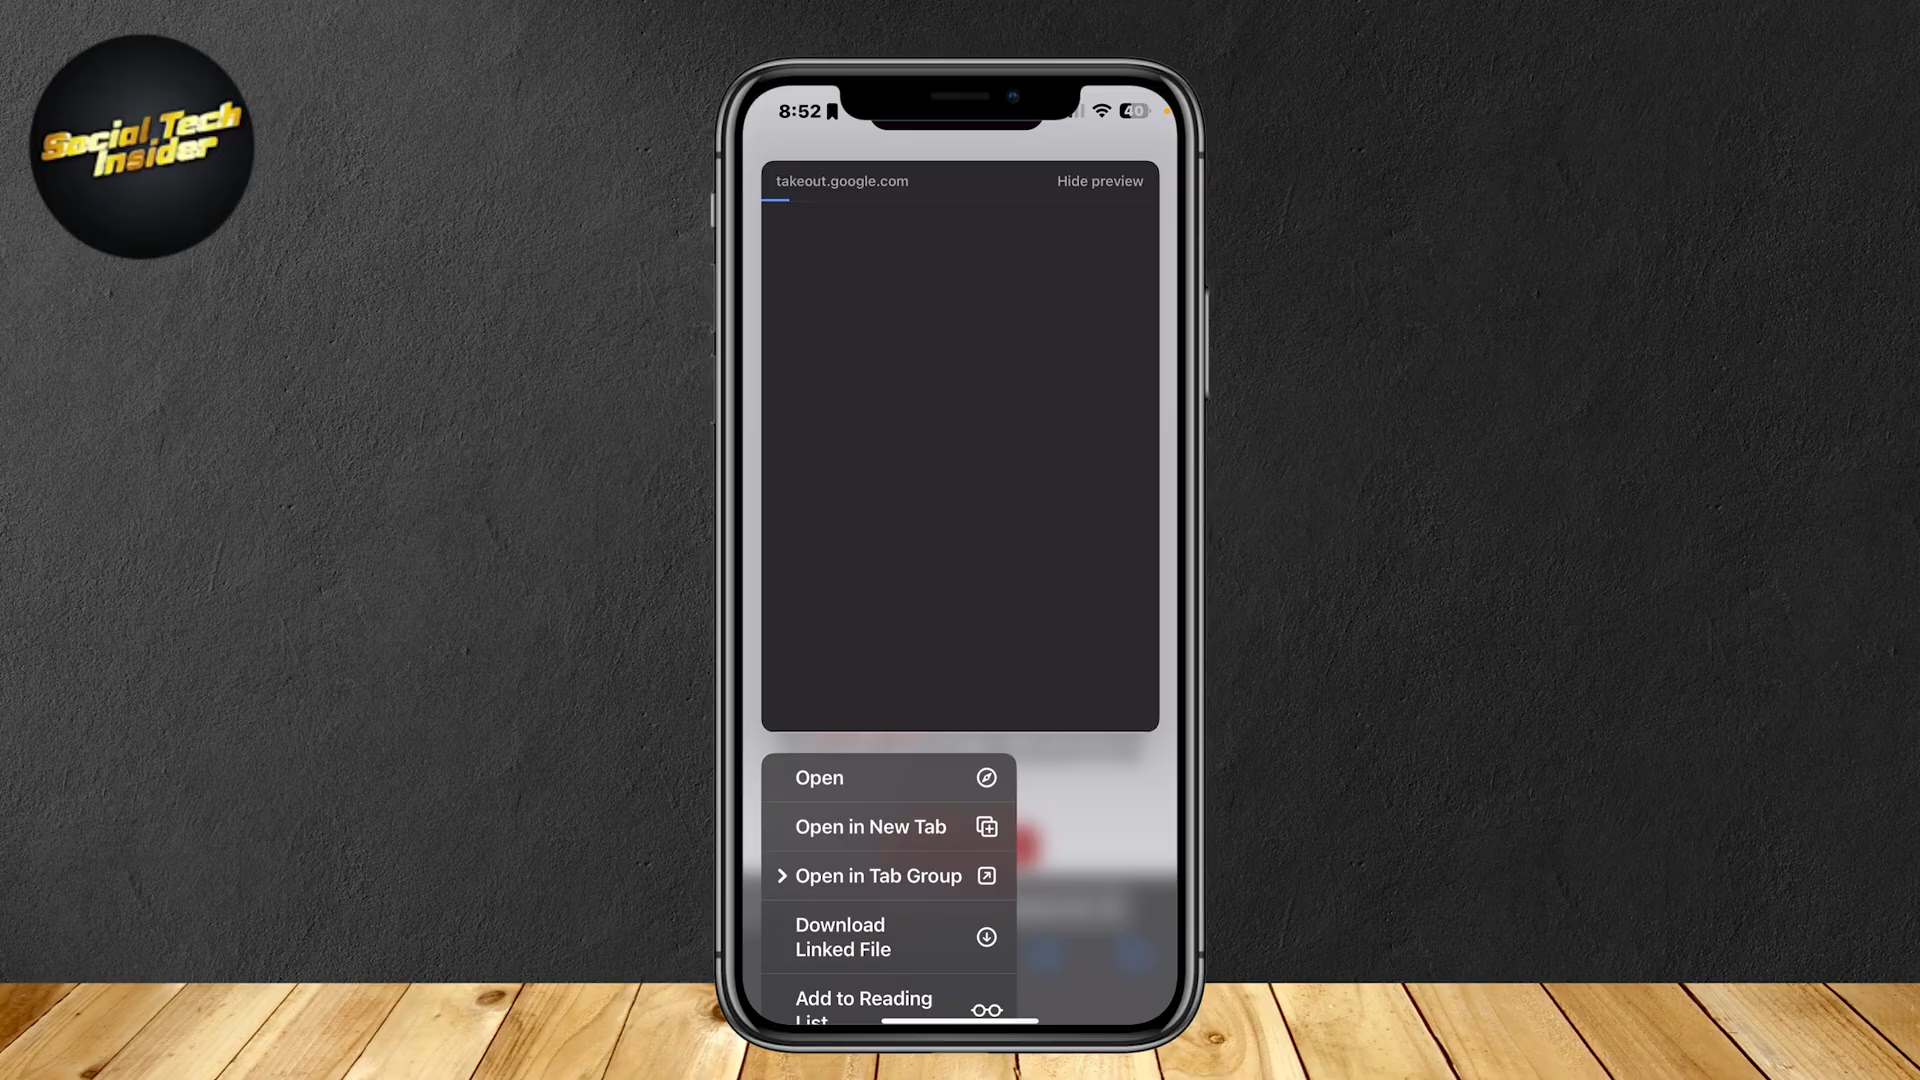 Social Tech
Insider
8:52
40
takeout.google.com
Hide preview
Open
Open in New Tab
Open in Tab Group
Download
Linked File
Add to Reading
List